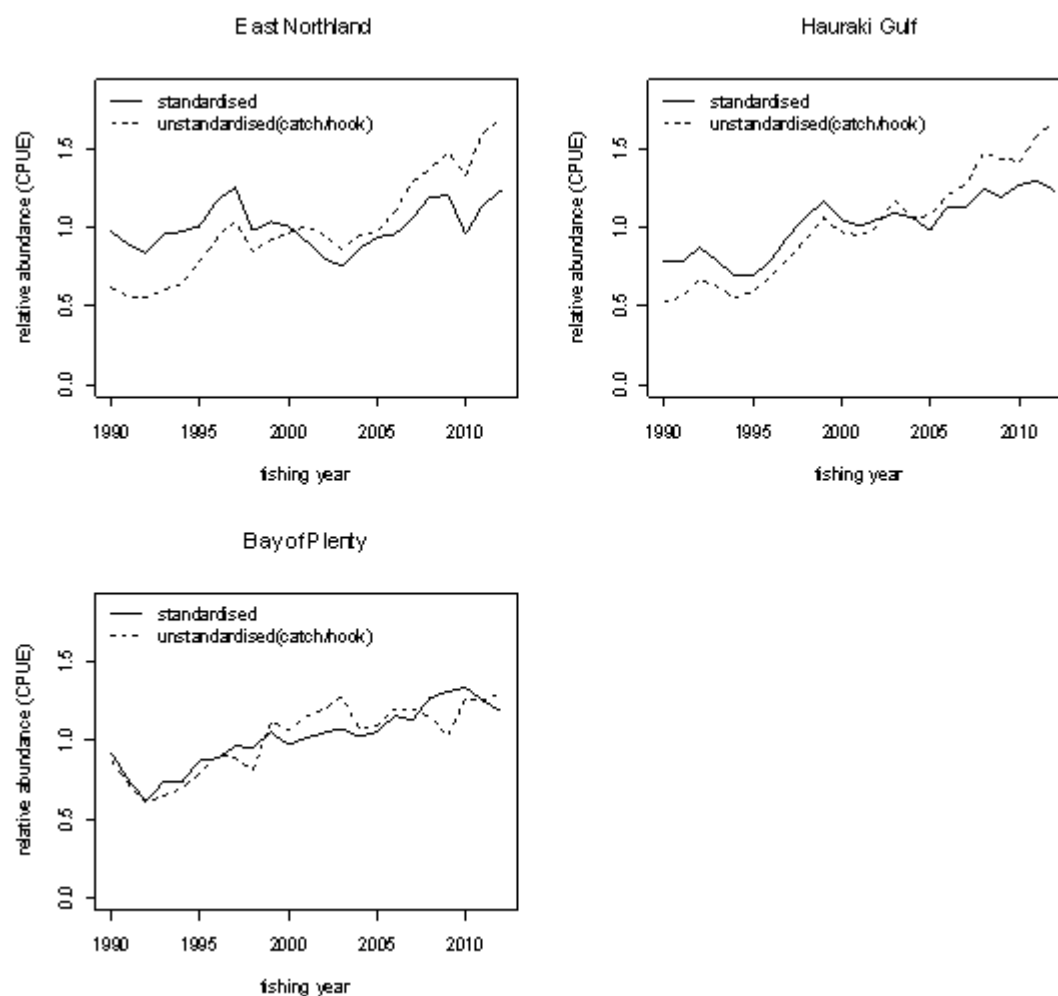 East Northland
standardised
unstandardised(catch/hook)
relative abundance (CPUE)
0.0 0.5 1.0 1.5
1990 1995 2000 2005 2010
fishing year
Hauraki Gulf
standardised
unstandardised(catch/hook)
relative abundance (CPUE)
0.0 0.5 1.0 1.5
1990 1995 2000 2005 2010
fishing year
Bay of Plenty
standardised
unstandardised(catch/hook)
relative abundance (CPUE)
0.0 0.5 1.0 1.5
1990 1995 2000 2005 2010
fishing year